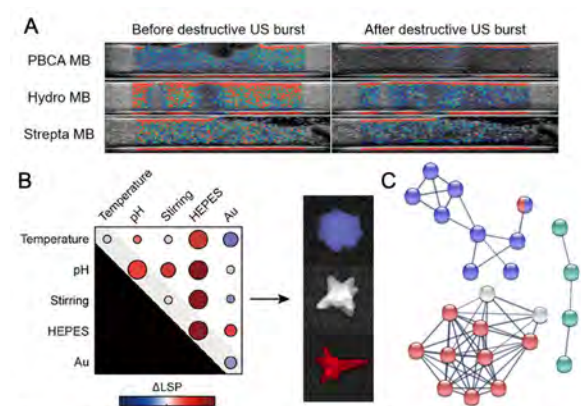 A
Before destructive US burst After destructive US burst
PBCA MB
Hydro MB
Strepta MB
B
Temperature pH Stirring HEPES Au
Temperature
pH
Stirring
HEPES
Au
ΔLSP
C